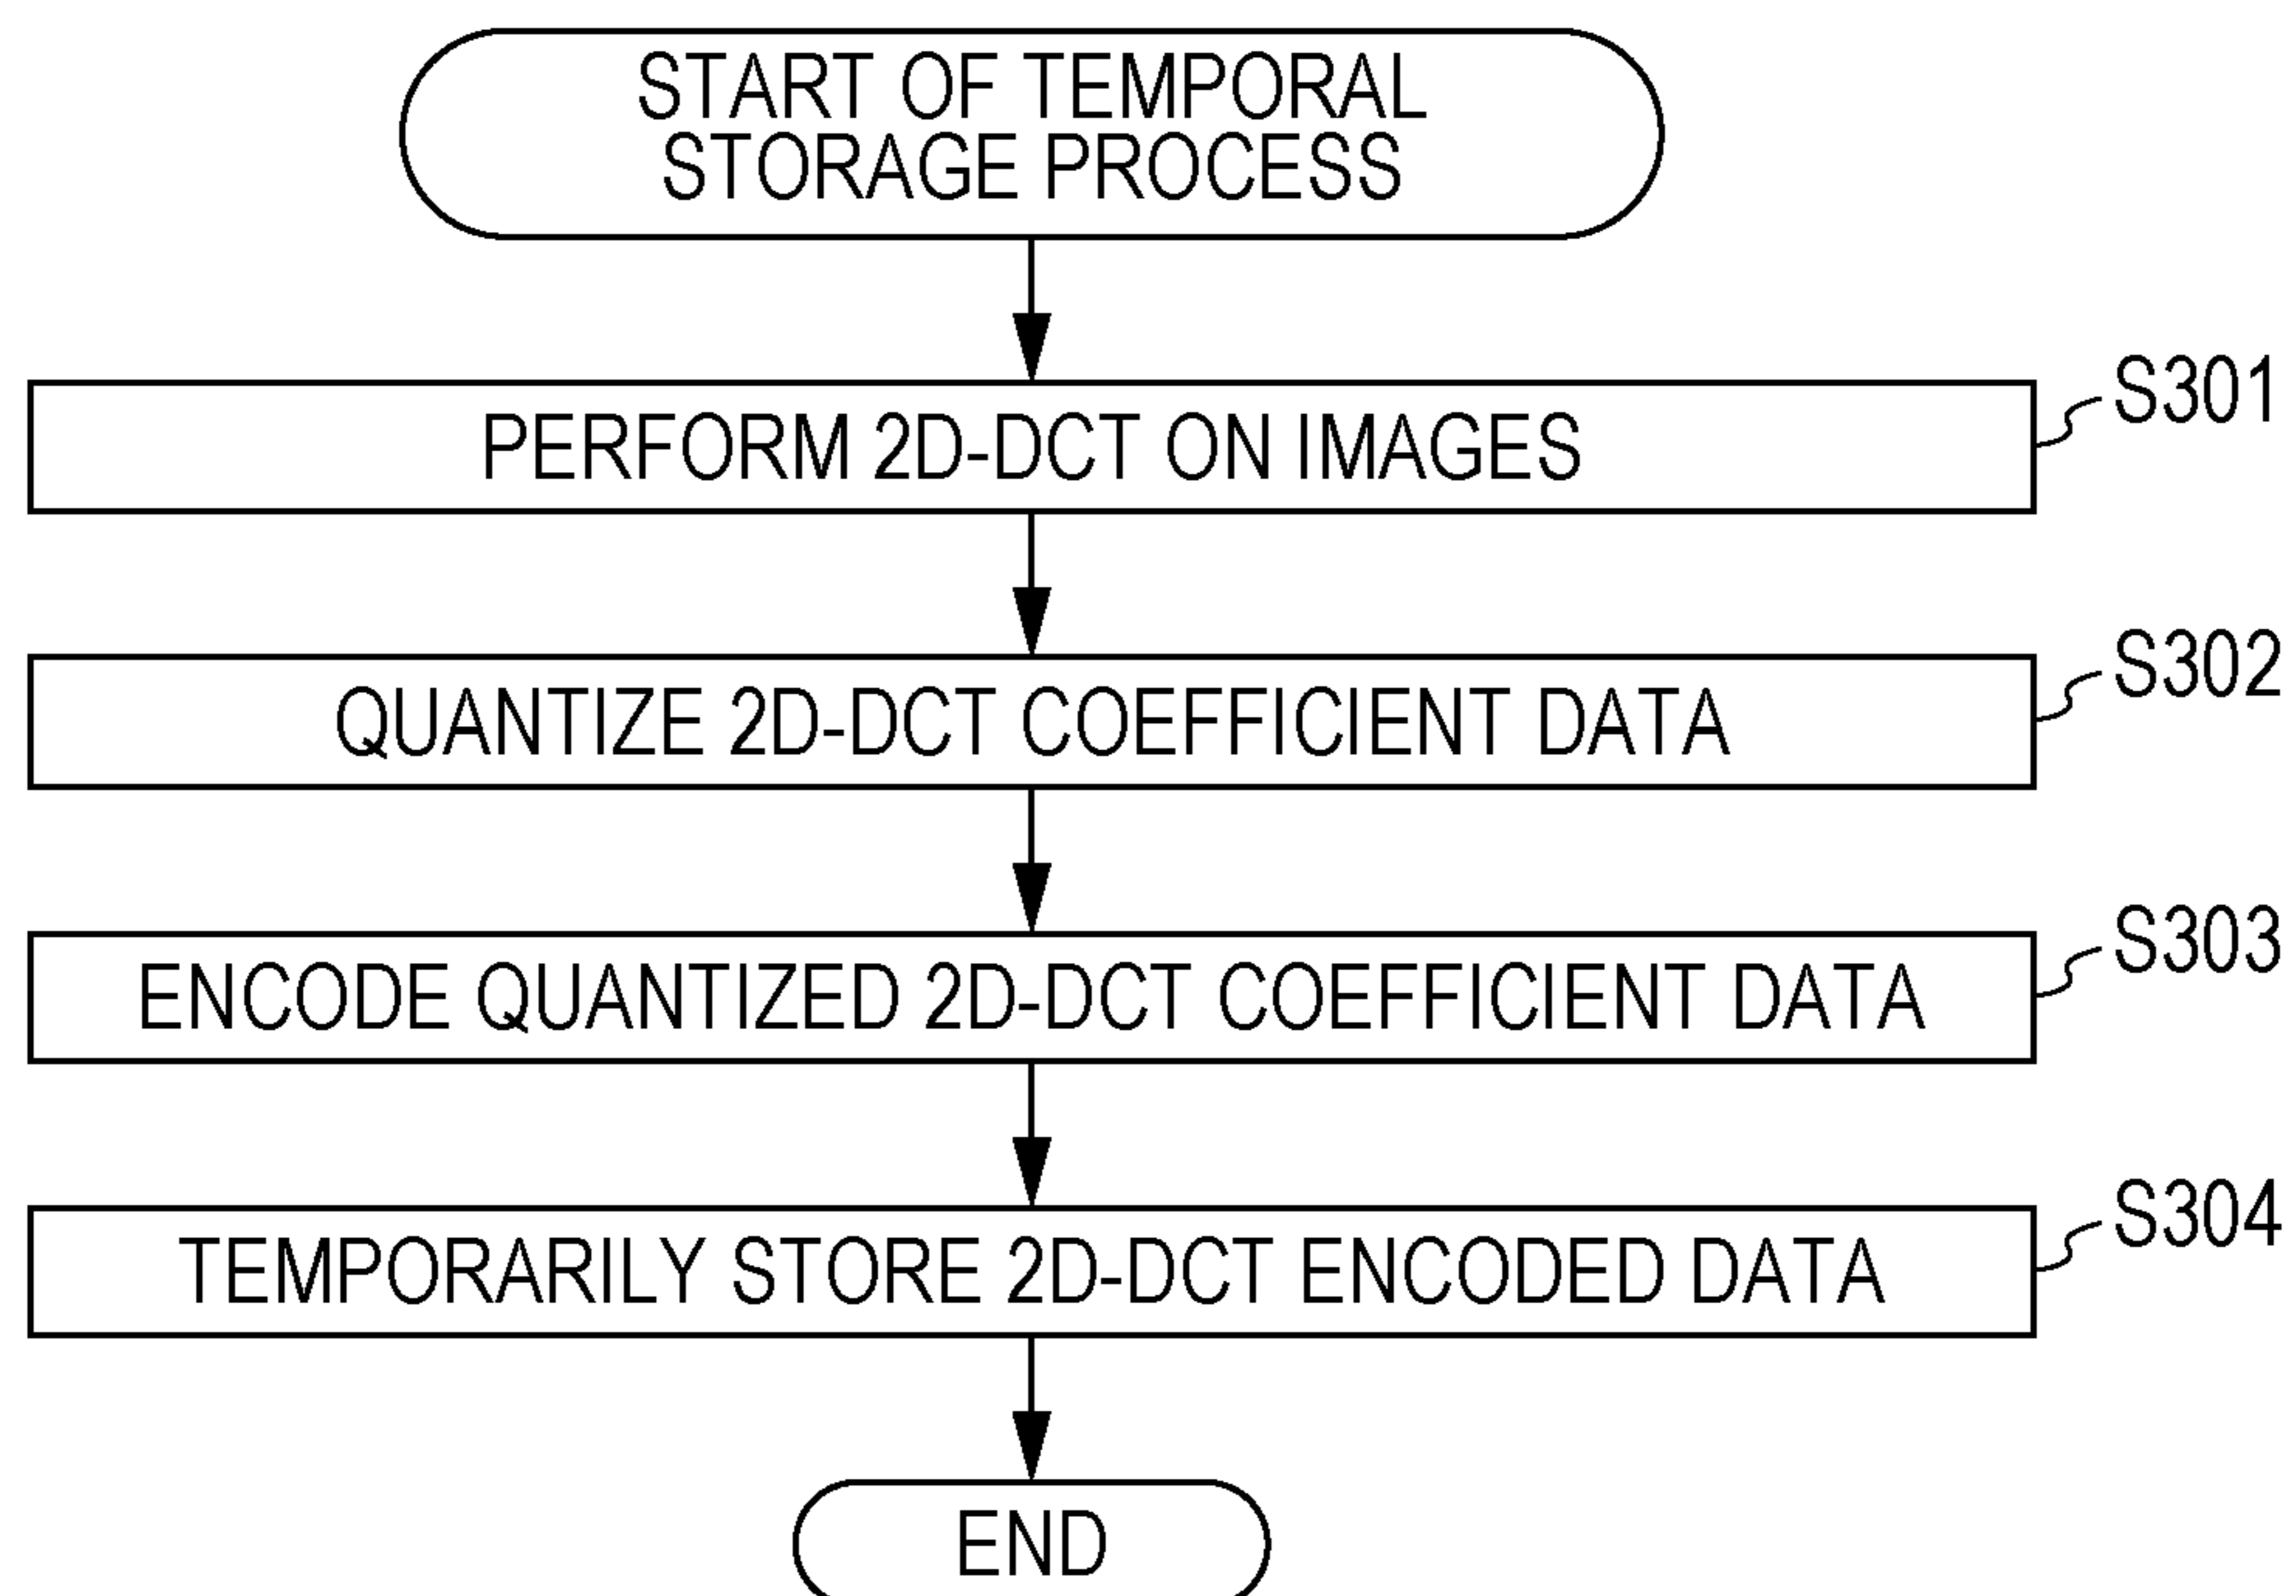 START OF TEMPORAL
STORAGE PROCESS
S301
PERFORM 2D-DCT ON IMAGES
S302
QUANTIZE 2D-DCT COEFFICIENT DATA
S303
ENCODE QUANTIZED 2D-DCT COEFFICIENT DATA
S304
TEMPORARILY STORE 2D-DCT ENCODED DATA
END